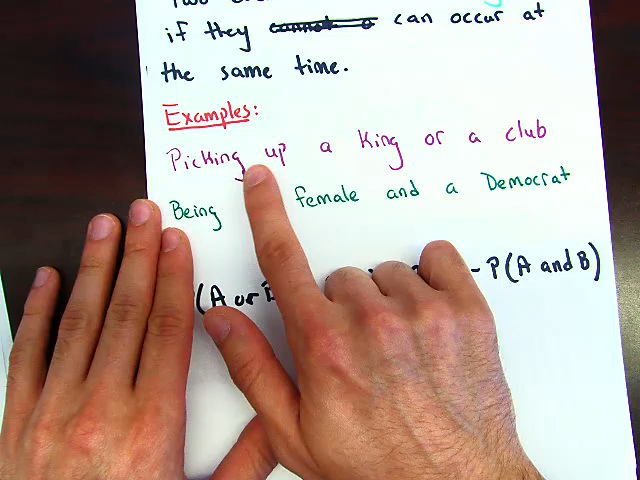 if they can occur at
the same time.
Examples:
Picking up a King or a club
Being female and a Democrat
(A or - P(A and B)